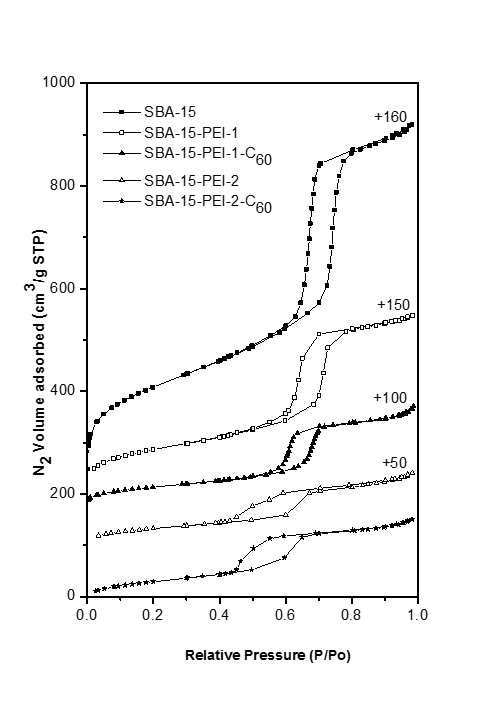 1000
SBA-15
+160
SBA-15-PEI-1
SBA-15-PEI-1-C60
SBA-15-PEI-2
SBA-15-PEI-2-C60
800
600
+150
400
+100
+50
200
0
0.0 0.2 0.4 0.6 0.8 1.0
N2 Volume adsorbed (cm3/g STP)
Relative Pressure (P/Po)